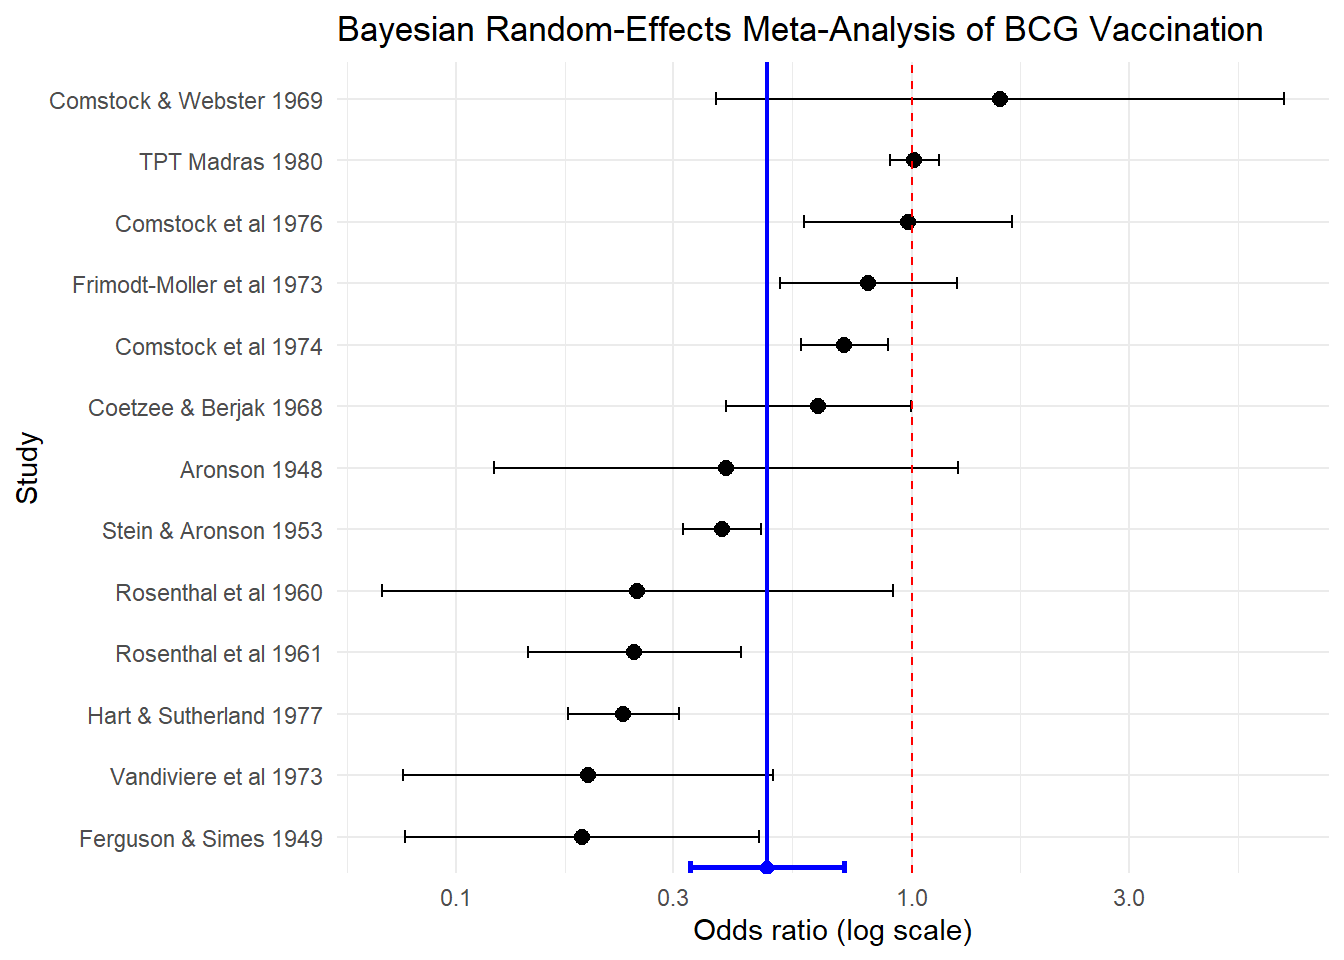 Bayesian Random-Effects Meta-Analysis of BCG Vaccination
Study
Comstock & Webster 1969
TPT Madras 1980
Comstock et al 1976
Frimodt-Moller et al 1973
Comstock et al 1974
Coetzee & Berjak 1968
Aronson 1948
Stein & Aronson 1953
Rosenthal et al 1960
Rosenthal et al 1961
Hart & Sutherland 1977
Vandiviere et al 1973
Ferguson & Simes 1949
0.1 0.3 1.0 3.0
Odds ratio (log scale)